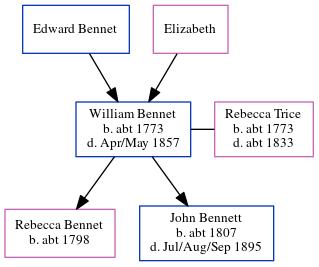 Edward Bennet
Elizabeth
William Bennet
b. abt 1773
d. Apr/May 1857
Rebecca Trice
b. abt 1773
d. abt 1833
Rebecca Bennet
b. abt 1798
John Bennett
b. abt 1807
d. Jul/Aug/Sep 1895